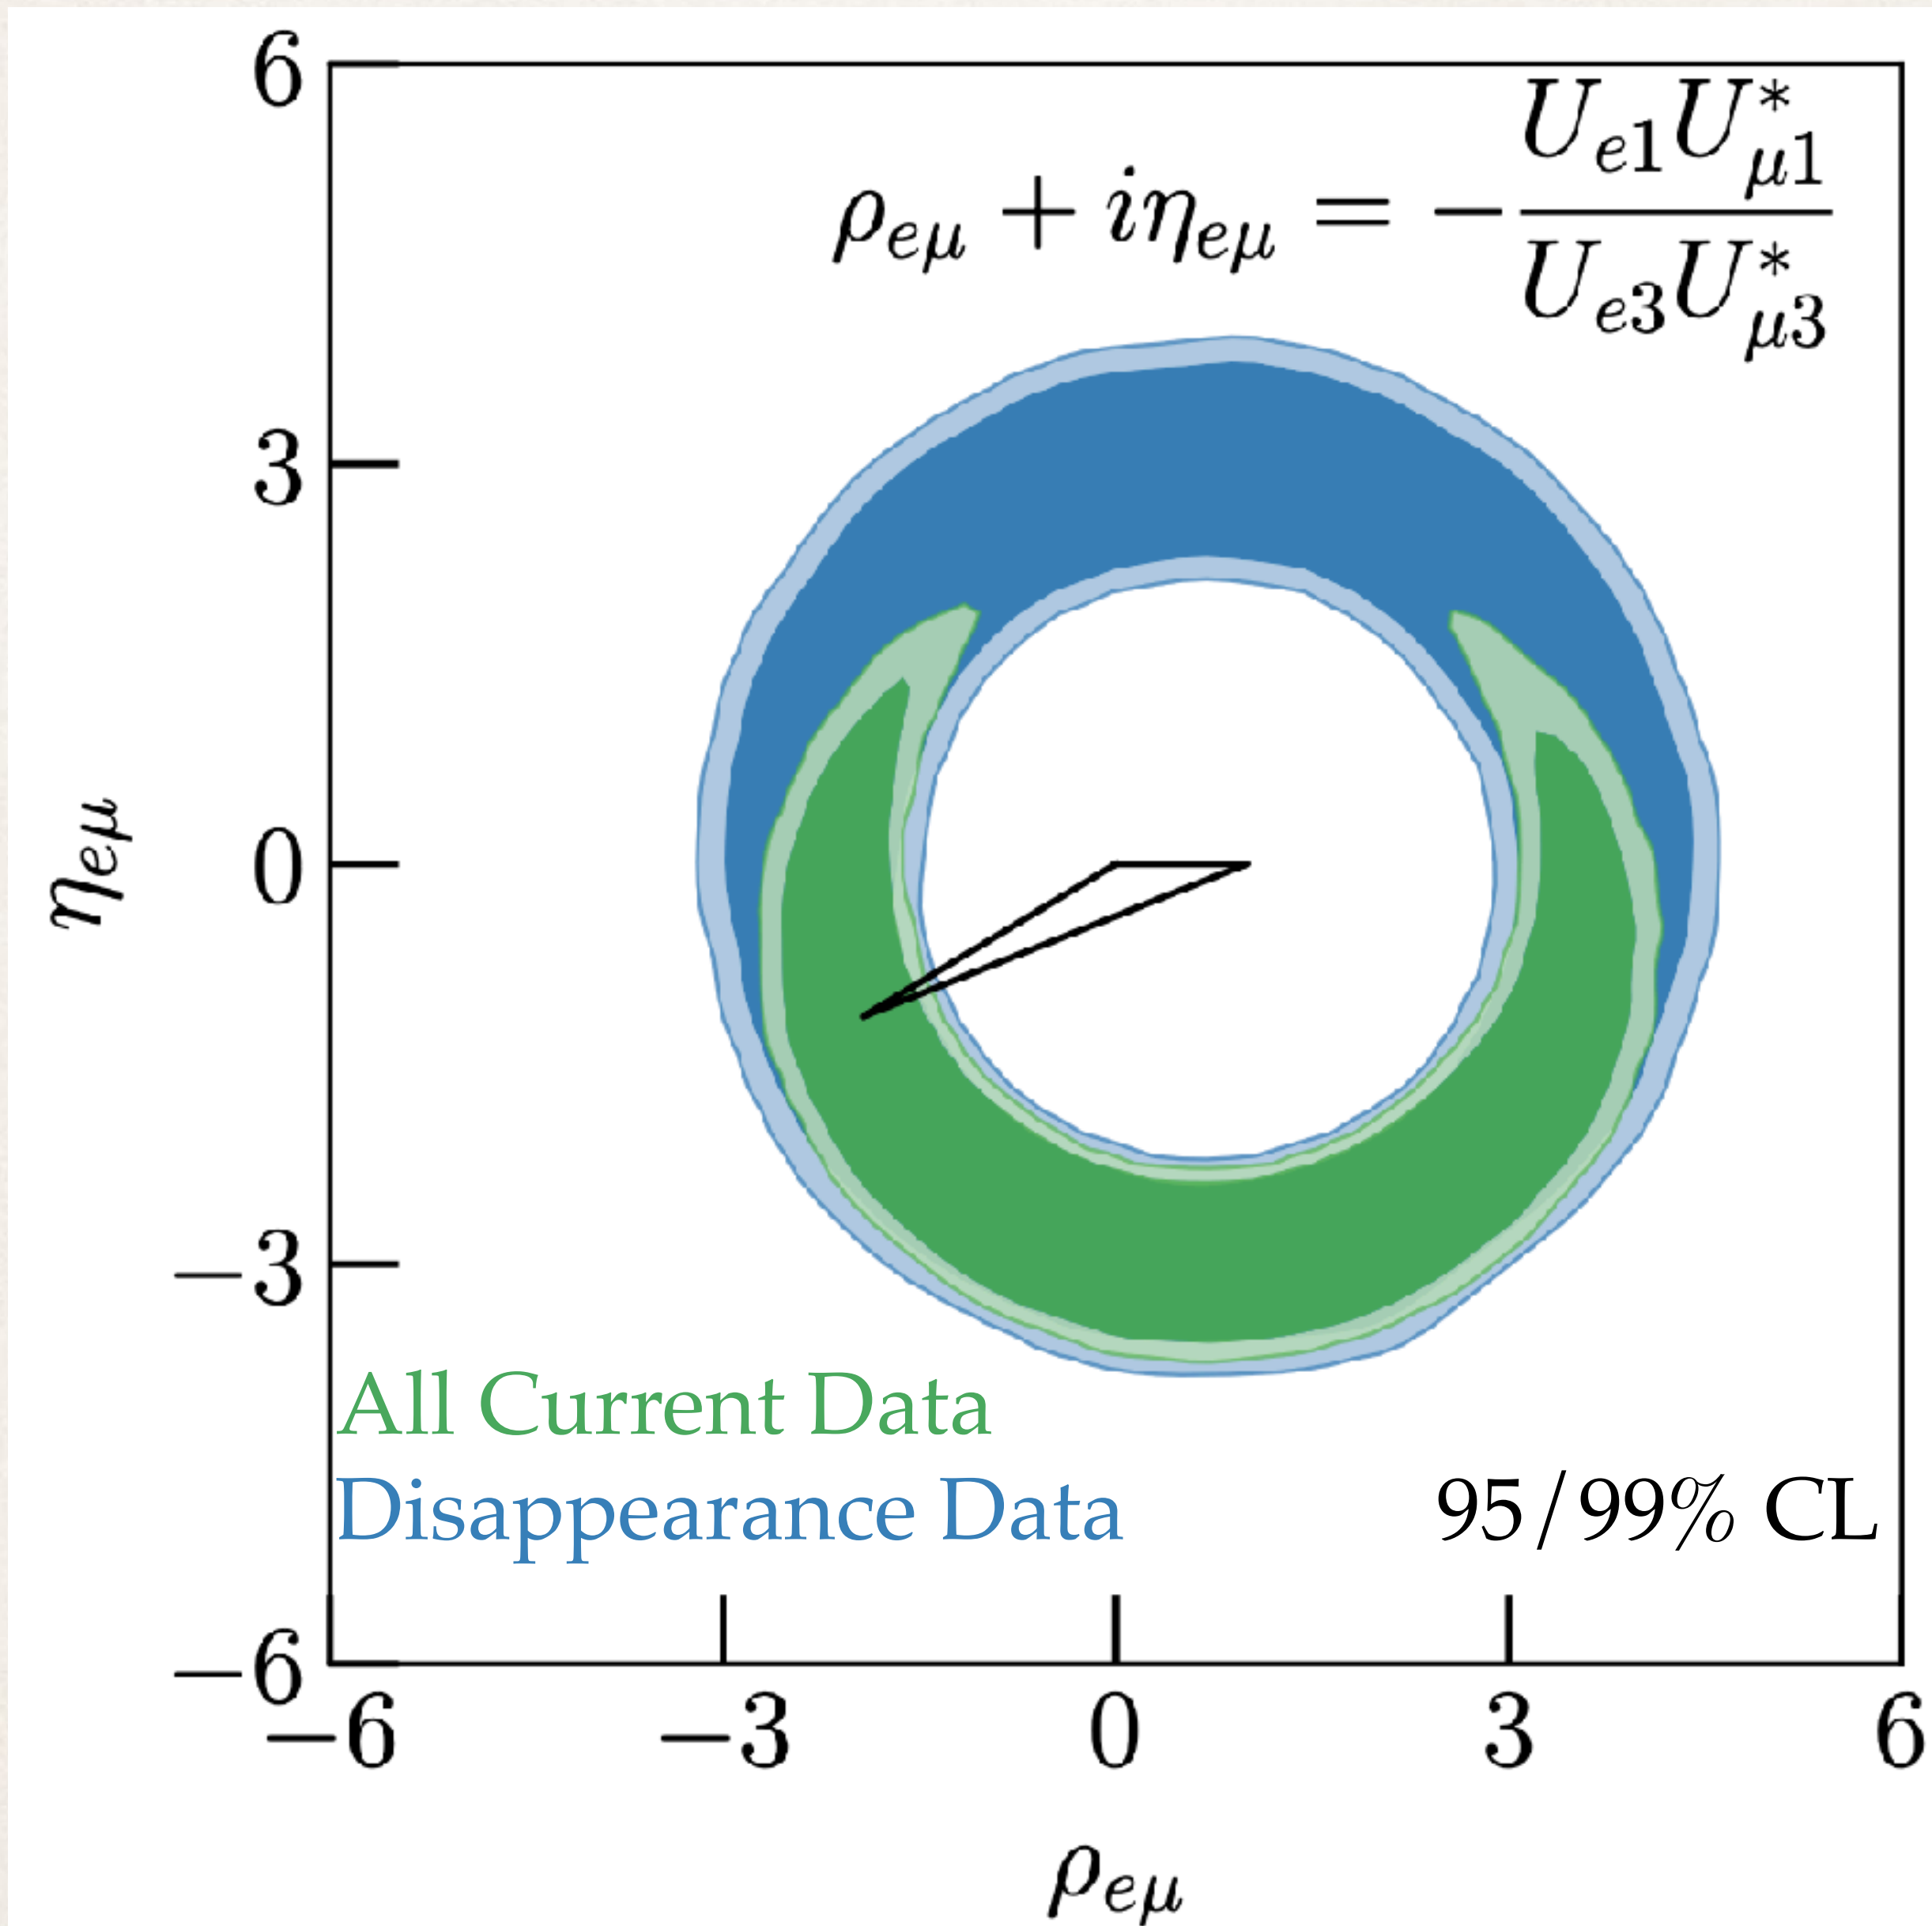 6
ρ_{eμ} + iη_{eμ} = −\frac{U_{e1}U^*_{μ1}}{U_{e3}U^*_{μ3}}
3
η_{eμ}
0
−3
All Current Data
Disappearance Data
95/99% CL
−6
−6 −3 0 3 6
ρ_{eμ}